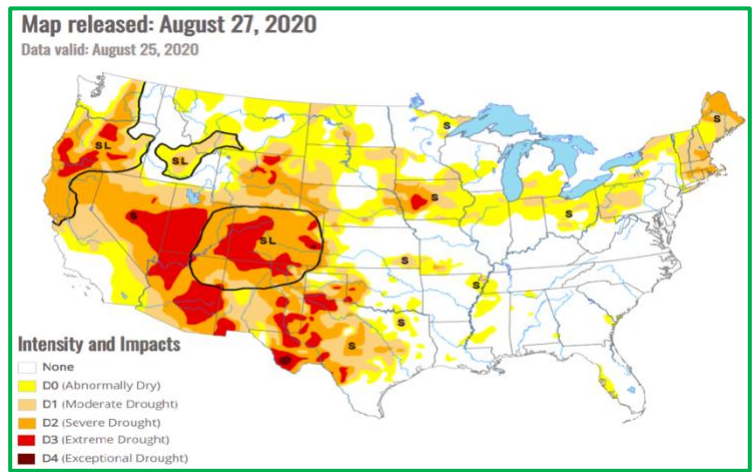 Map released: August 27, 2020
Data valid: August 25, 2020
S
S
SL
SL
S
S
S
SL
S
S
S
S
Intensity and Impacts
None
D0 (Abnormally Dry)
D1 (Moderate Drought)
D2 (Severe Drought)
D3 (Extreme Drought)
D4 (Exceptional Drought)